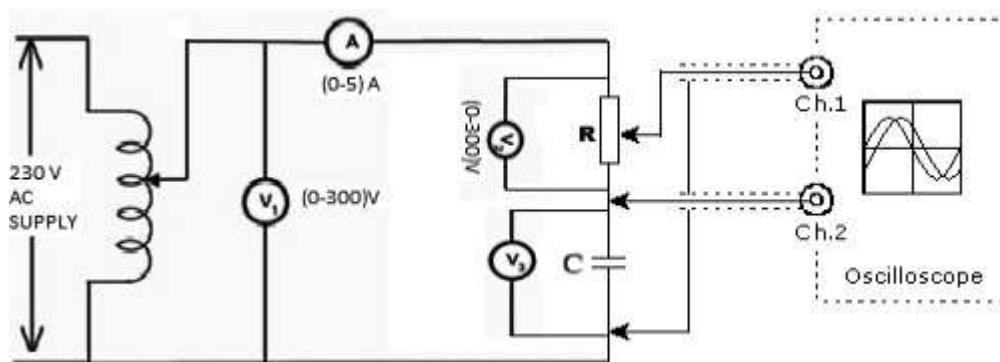 A
(0-5) A
230 V
AC
SUPPLY
V1
(0-300)V
(0-300)V
R
V3
C
Ch.1
Ch.2
Oscilloscope